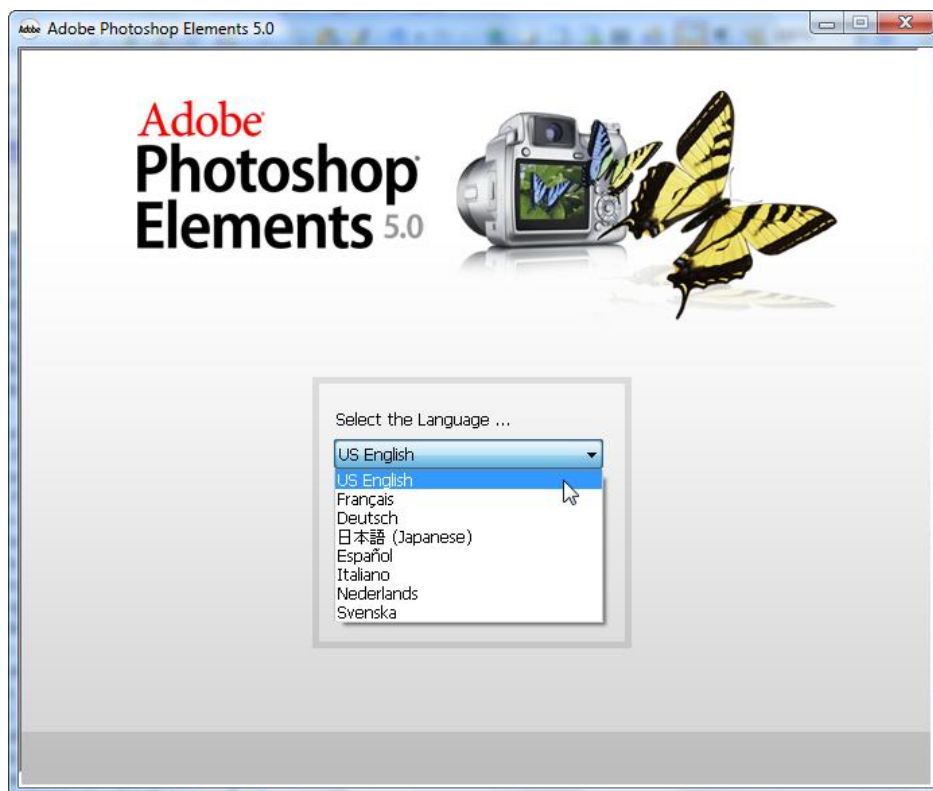 Adobe Photoshop Elements 5.0
Adobe
Photoshop
Elements 5.0
Select the Language ...
US English
US English
Français
Deutsch
日本語 (Japanese)
Español
Italiano
Nederlands
Svenska